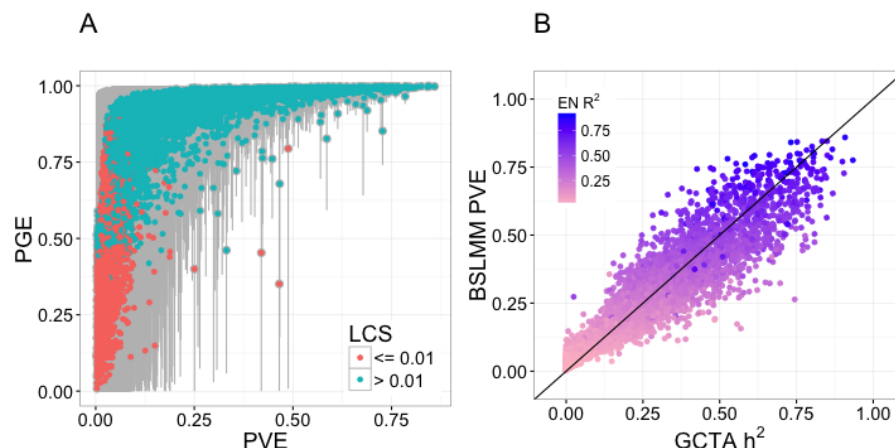 A
PGE
1.00
0.75
0.50
0.25
0.00
LCS
<= 0.01
> 0.01
0.00 0.25 0.50 0.75
PVE
B
BSLMM PVE
1.00
0.75
0.50
0.25
0.00
EN R²
0.75
0.50
0.25
0.00 0.25 0.50 0.75 1.00
GCTA h²